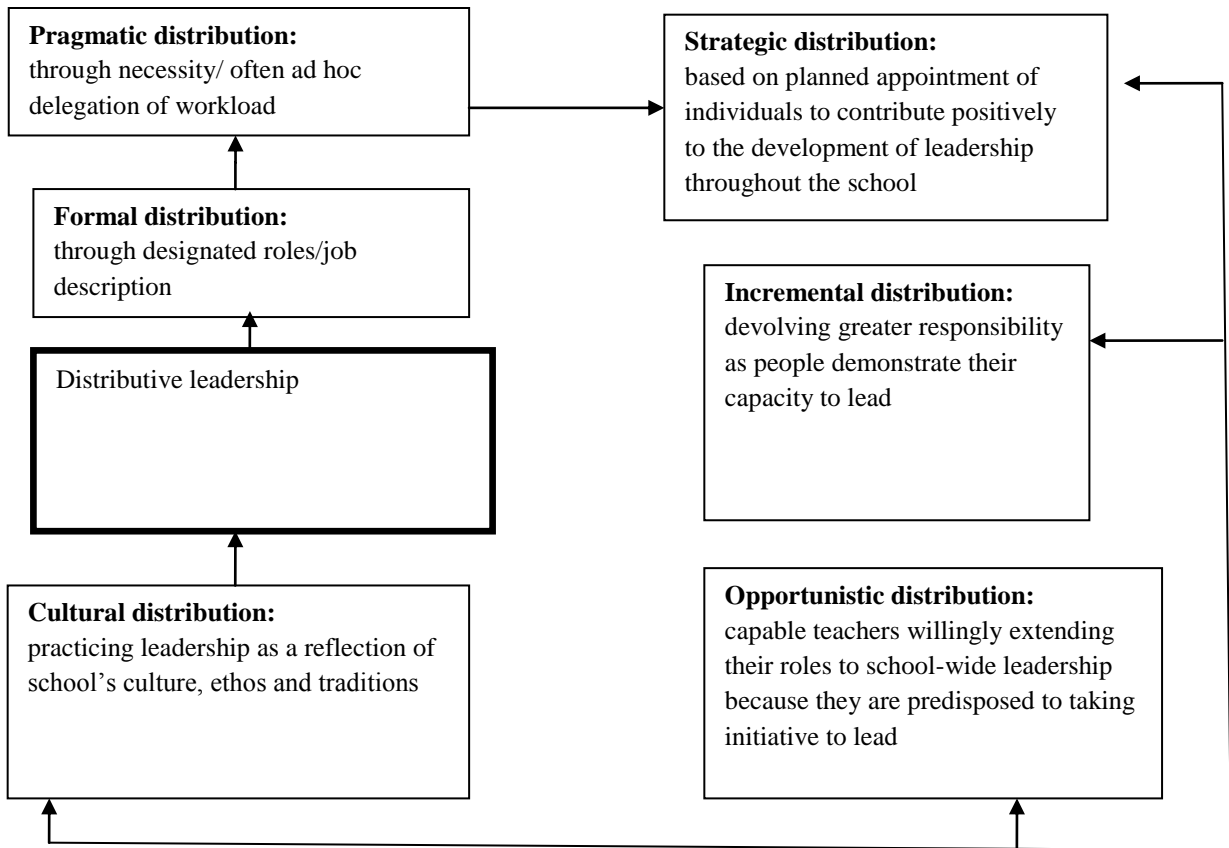 Pragmatic distribution:
through necessity/ often ad hoc
delegation of workload
Strategic distribution:
based on planned appointment of
individuals to contribute positively
to the development of leadership
throughout the school
Formal distribution:
through designated roles/job
description
Incremental distribution:
devolving greater responsibility
as people demonstrate their
capacity to lead
Distributive leadership
Cultural distribution:
practicing leadership as a reflection of
school’s culture, ethos and traditions
Opportunistic distribution:
capable teachers willingly extending
their roles to school-wide leadership
because they are predisposed to taking
initiative to lead